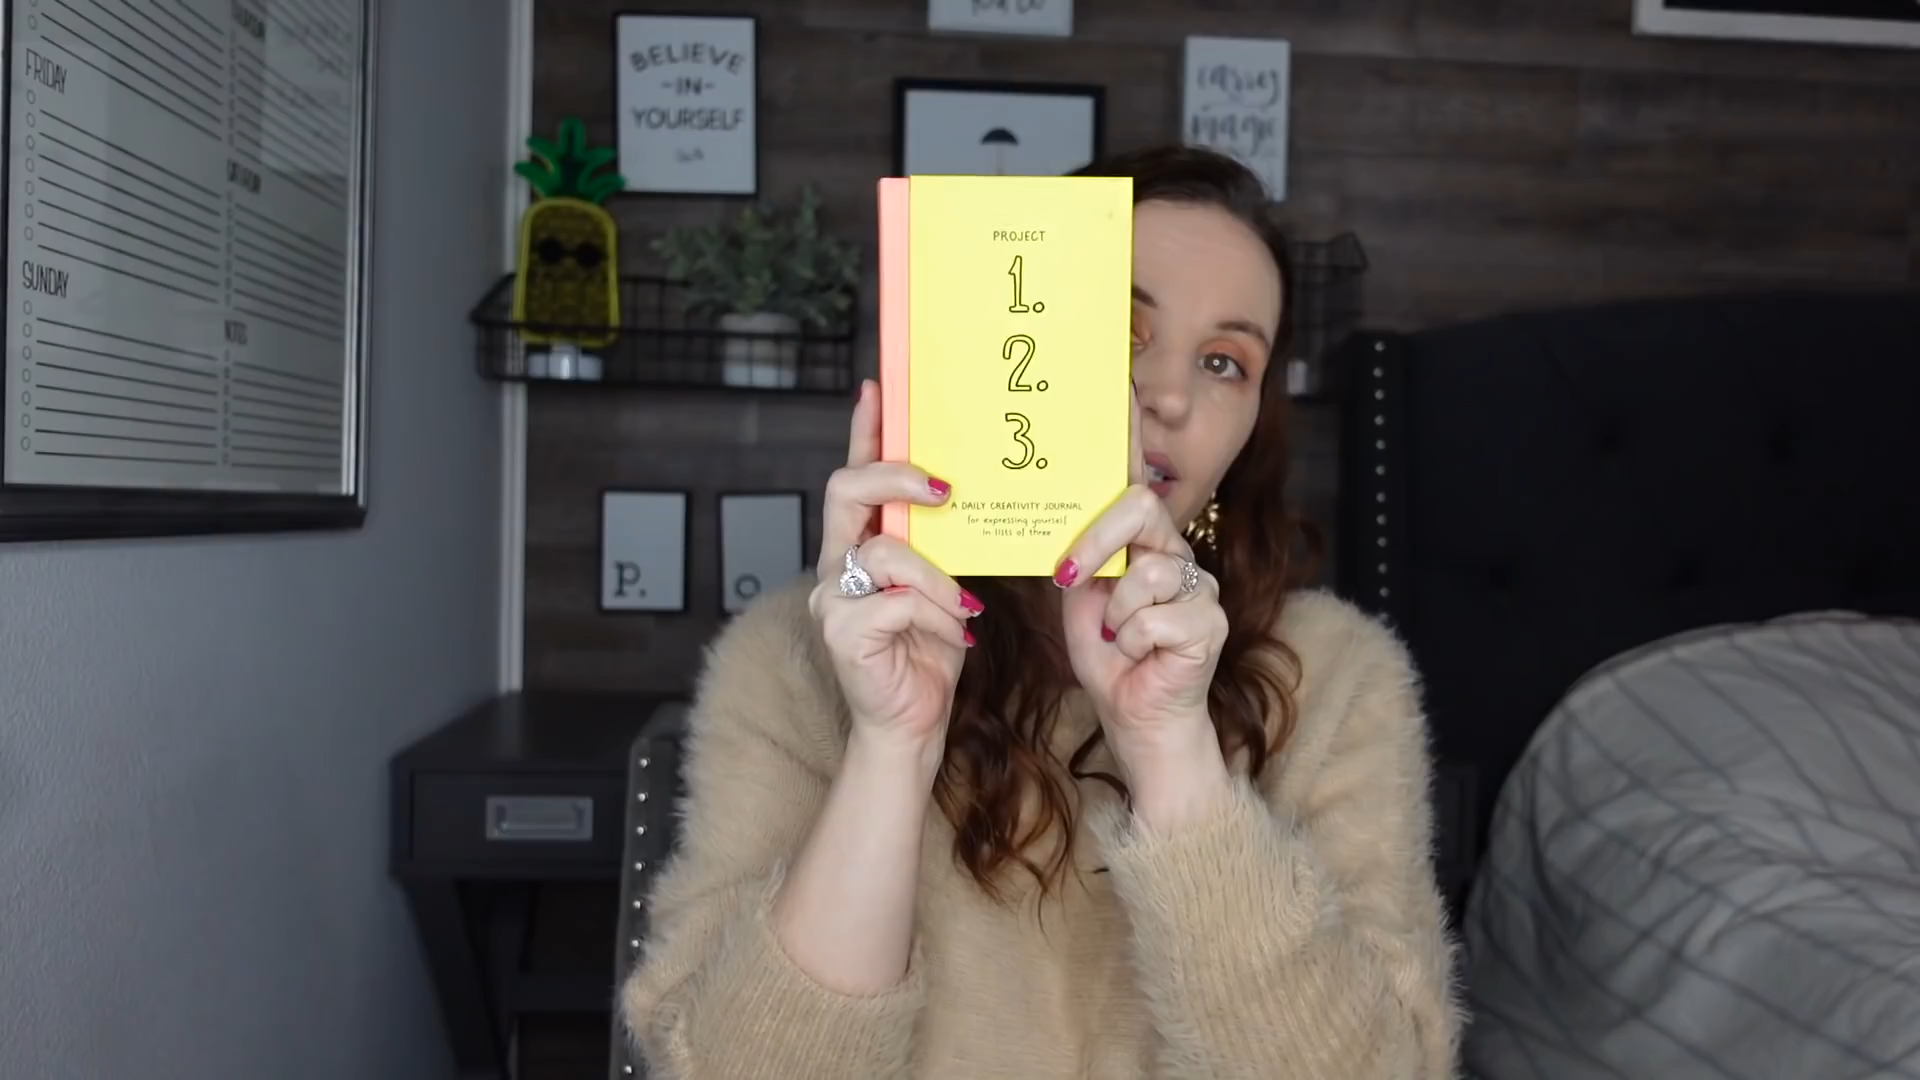 FRIDAY
SUNDAY
NOTES
BELIEVE
-IN-
YOURSELF
magic
PROJECT
1.
2.
3.
A DAILY CREATIVITY JOURNAL
for expressing yourself
in lists of three
p.
o